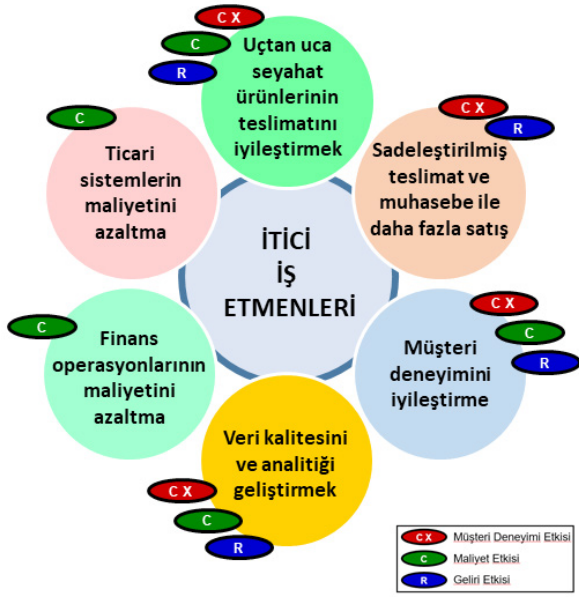 C X
C
R
Uçtan uca
seyahat
ürünlerinin
teslimatını
iyileştirmek
C X
R
Sadeleştirilmiş
teslimat ve
muhasebe ile
daha fazla satış
C X
C
R
Müşteri
deneyimini
iyileştirme
Veri kalitesini
ve analitiği
geliştirmek
C X
C
R
C
Finans
operasyonlarının
maliyetini
azaltma
C
Ticari
sistemlerin
maliyetini
azaltma
İTİCİ
İŞ
ETMENLERİ
C X Müşteri Deneyimi Etkisi
C Maliyet Etkisi
R Geliri Etkisi